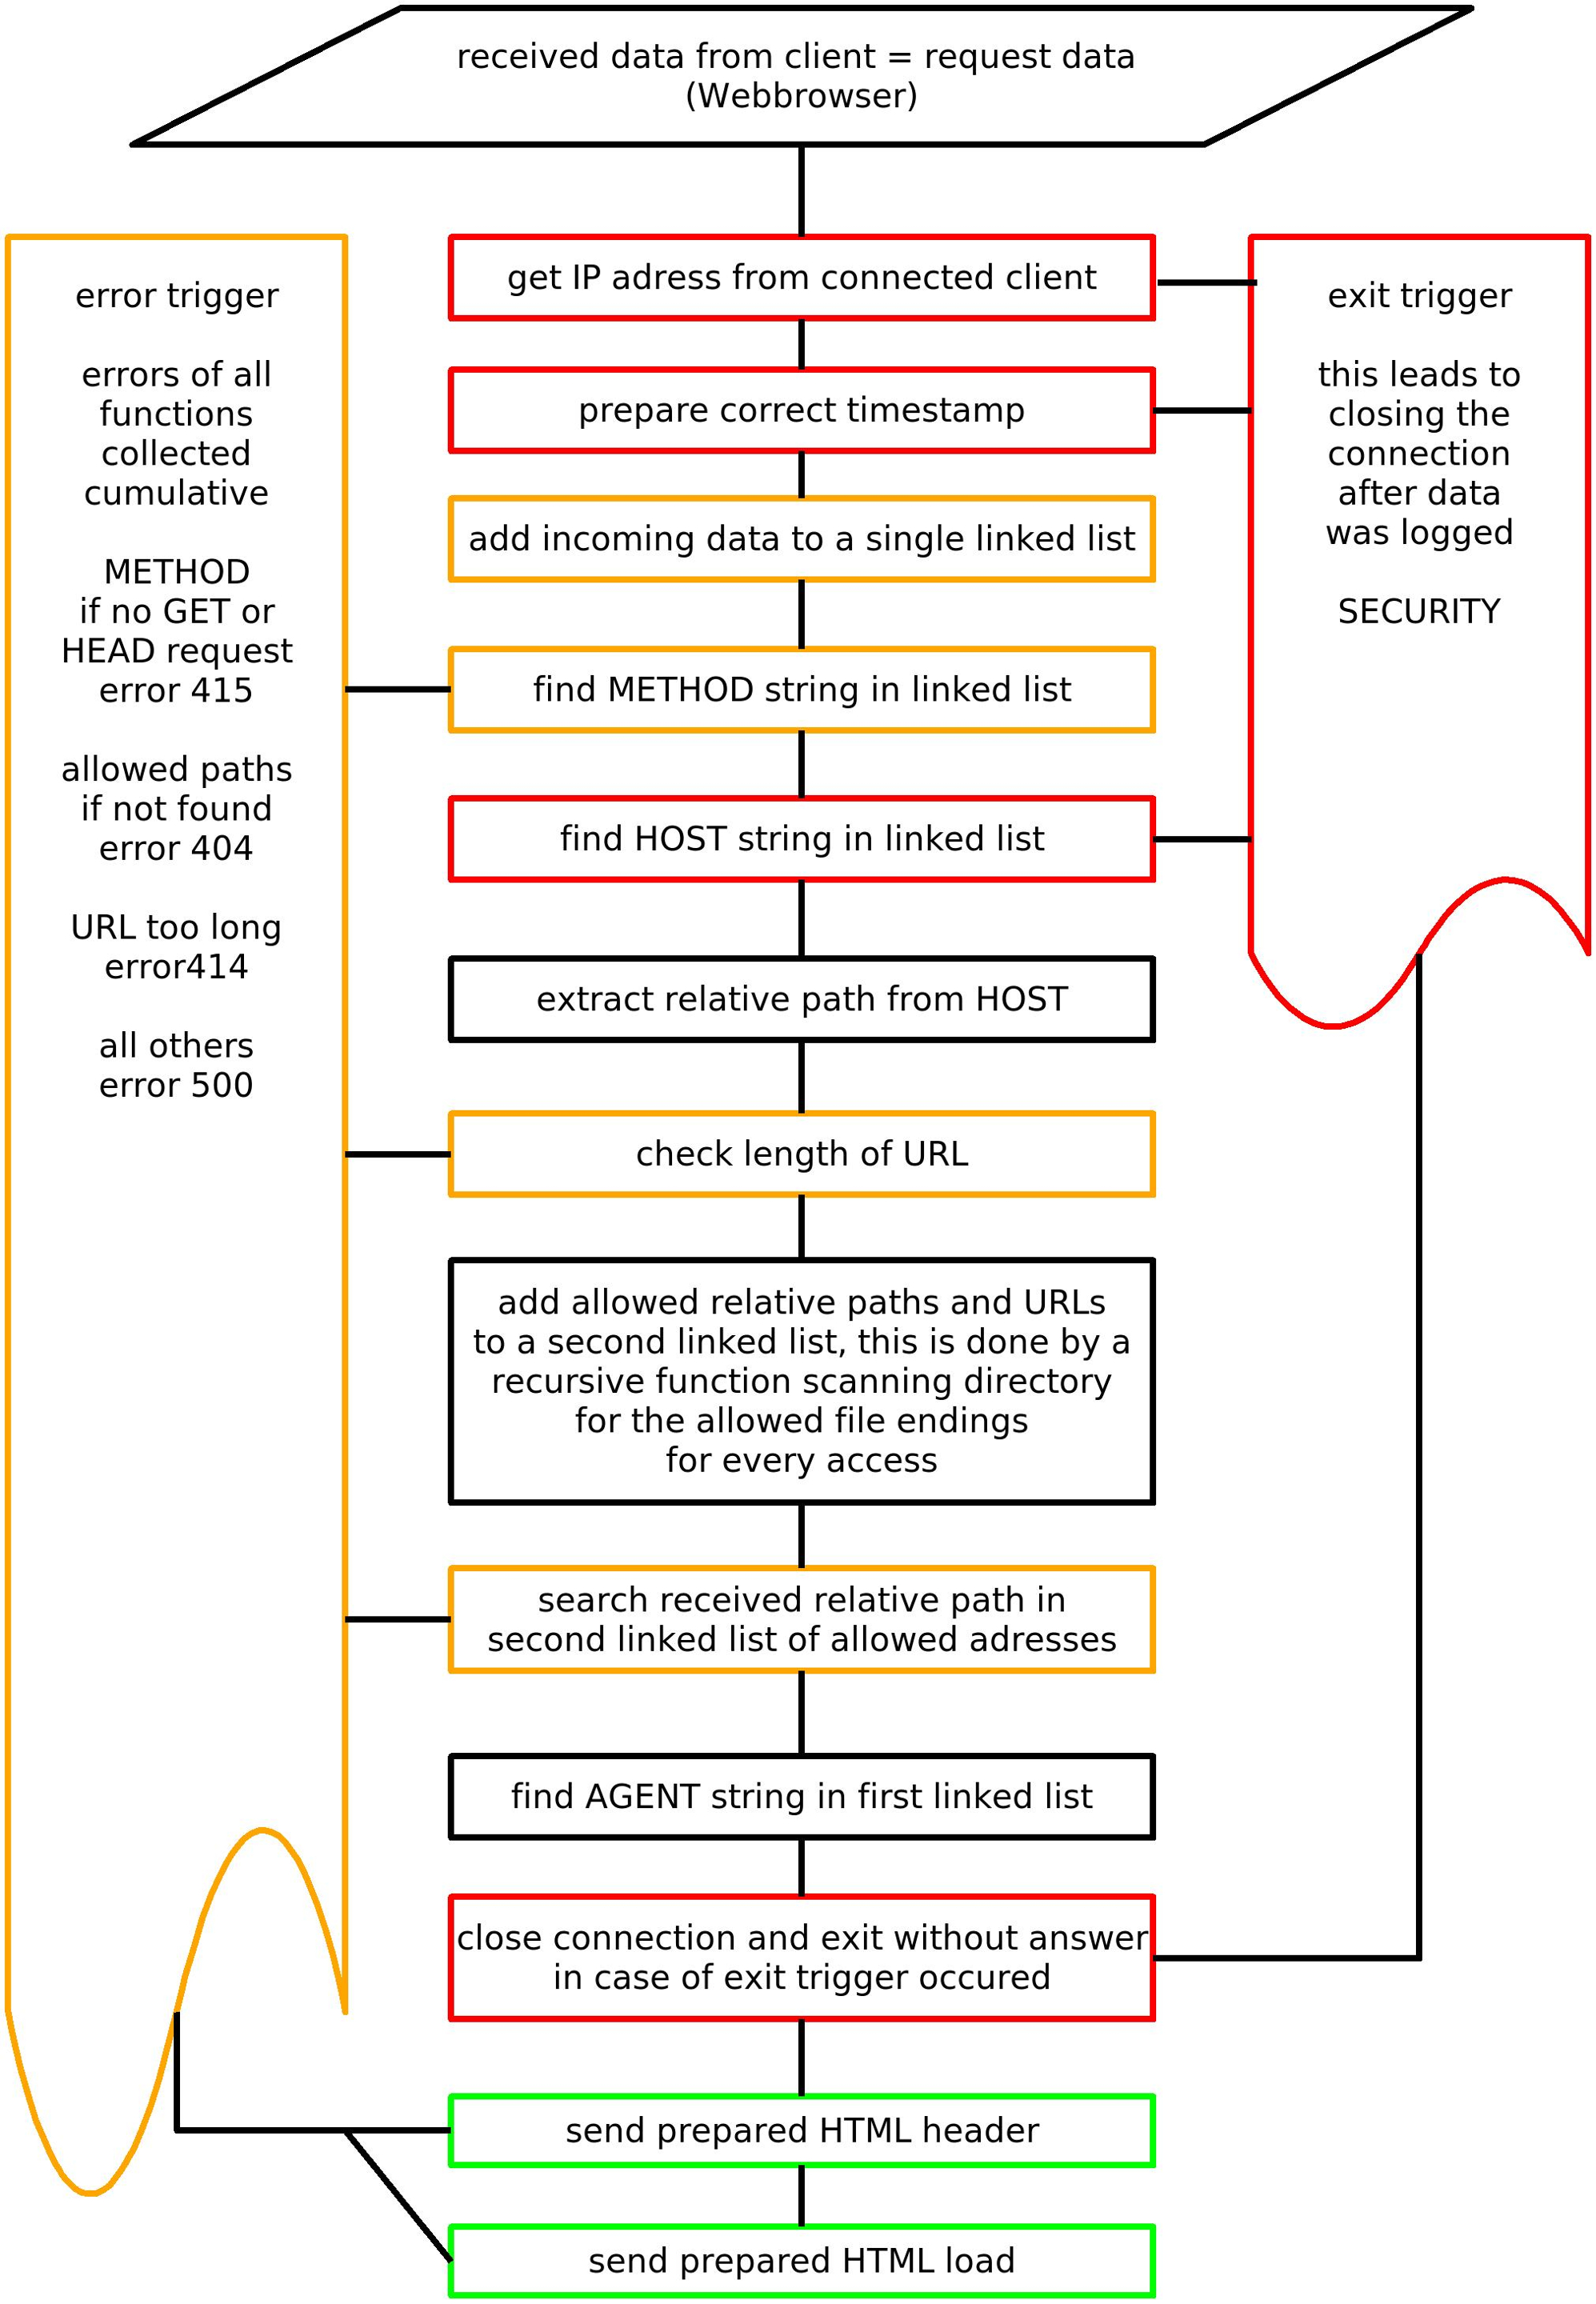 received data from client = request data
(Webbrowser)
get IP adress from connected client
prepare correct timestamp
add incoming data to a single linked list
find METHOD string in linked list
find HOST string in linked list
extract relative path from HOST
check length of URL
add allowed relative paths and URLs
to a second linked list, this is done by a
recursive function scanning directory
for the allowed file endings
for every access
search received relative path in
second linked list of allowed adresses
find AGENT string in first linked list
close connection and exit without answer
in case of exit trigger occured
send prepared HTML header
send prepared HTML load
error trigger
errors of all
functions
collected
cumulative
METHOD
if no GET or
HEAD request
error 415
allowed paths
if not found
error 404
URL too long
error414
all others
error 500
exit trigger
this leads to
closing the
connection
after data
was logged
SECURITY